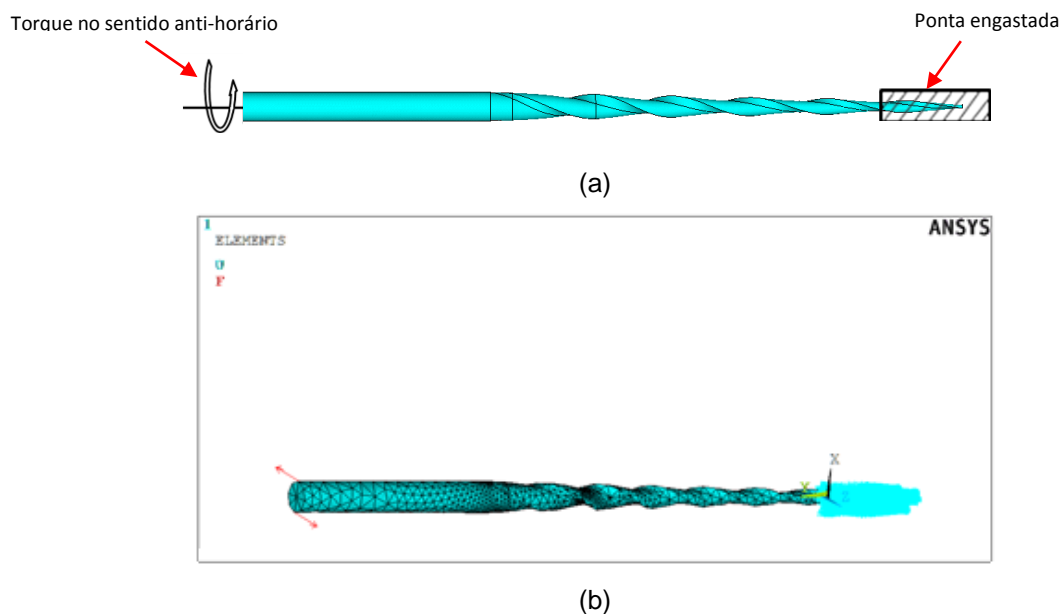 Torque no sentido anti-horário
Ponta engastada
(a)
1
ELEMENTS
ANSYS
U
F
X
Y
Z
(b)